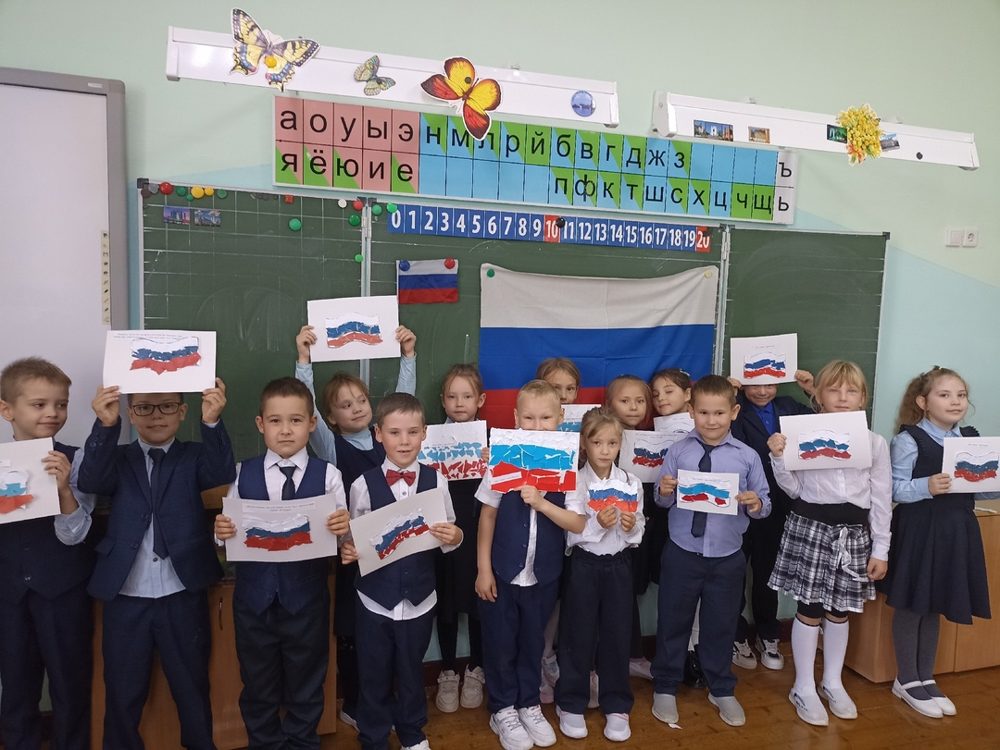 а о у ы э н м л р й б в г д ж з ъ
я ё ю и е п ф к т ш с х ц ч щ ь
0 1 2 3 4 5 6 7 8 9 10 11 12 13 14 15 16 17 18 19 20